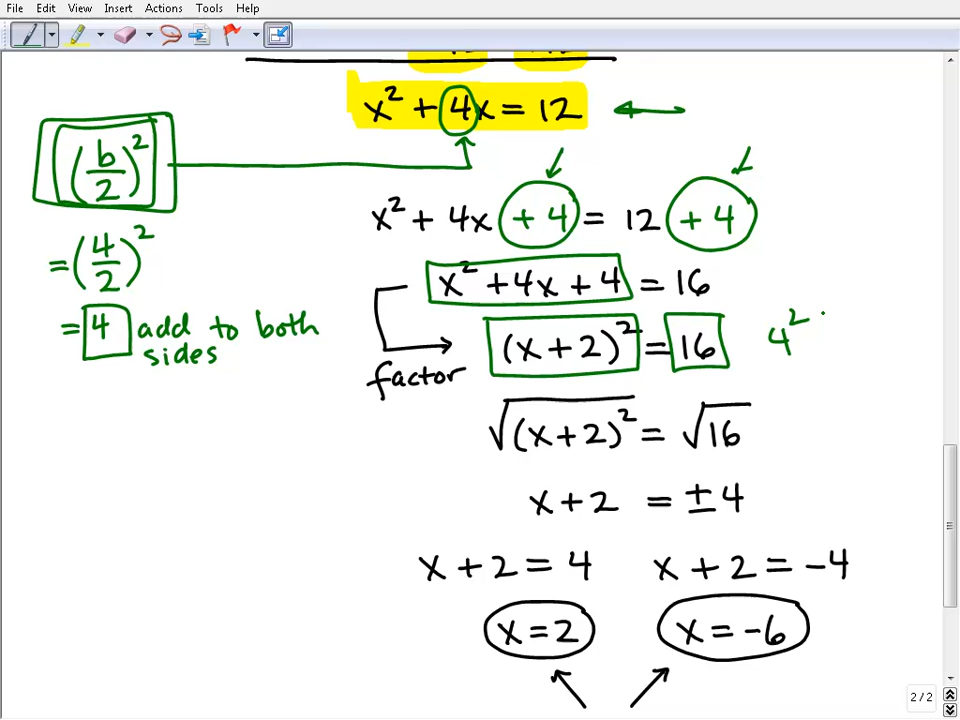 File Edit View Insert Actions Tools Help
x² + 4x = 12
(b/2)²
x² + 4x + 4 = 12 + 4
= (4/2)²
x² + 4x + 4 = 16
= 4 add to both sides
(x + 2)² = 16 4²
factor
√(x + 2)² = √16
x + 2 = ± 4
x + 2 = 4 x + 2 = -4
x = 2 x = -6
2 / 2